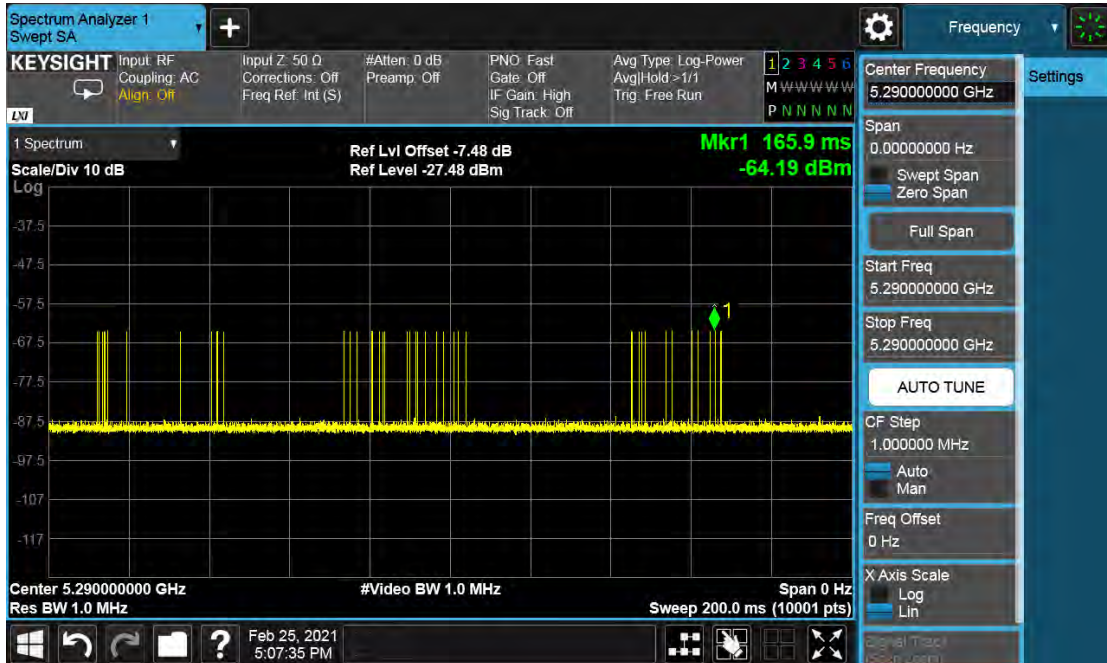 Spectrum Analyzer 1
Swept SA
+
Frequency
KEYSIGHT
Input: RF
Coupling: AC
Align: Off
Input Z: 50 Ω
Corrections: Off
Freq Ref: Int (S)
#Atten: 0 dB
Preamp: Off
PNO: Fast
Gate: Off
IF Gain: High
Sig Track: Off
Avg Type: Log-Power
Avg|Hold >1/1
Trig: Free Run
1 2 3 4 5 6
M W W W W W W
P N N N N N
LXI
1 Spectrum
Scale/Div 10 dB
Log
Ref Lvl Offset -7.48 dB
Ref Level -27.48 dBm
Mkr1 165.9 ms
-64.19 dBm
-37.5
-47.5
-57.5
-67.5
-77.5
-87.5
-97.5
-107
-117
1
Center 5.290000000 GHz
Res BW 1.0 MHz
#Video BW 1.0 MHz
Span 0 Hz
Sweep 200.0 ms (10001 pts)
Center Frequency
5.290000000 GHz
Settings
Span
0.00000000 Hz
Swept Span
Zero Span
Full Span
Start Freq
5.290000000 GHz
Stop Freq
5.290000000 GHz
AUTO TUNE
CF Step
1.000000 MHz
Auto
Man
Freq Offset
0 Hz
X Axis Scale
Log
Lin
Signal Track
?
Feb 25, 2021
5:07:35 PM